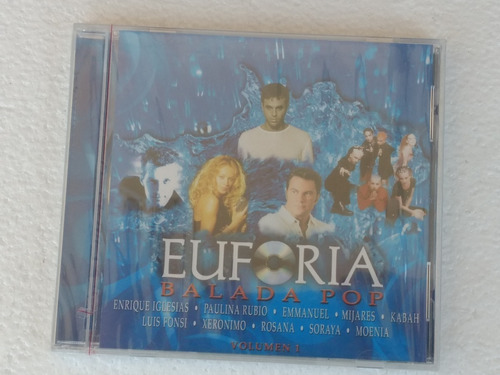 EUFORIA
BALADA POP
ENRIQUE IGLESIAS • PAULINA RUBIO • EMMANUEL • MIJARES • KABAH
LUIS FONSI • XERONIMO • ROSANA • SORAYA • MOENIA
VOLUMEN 1